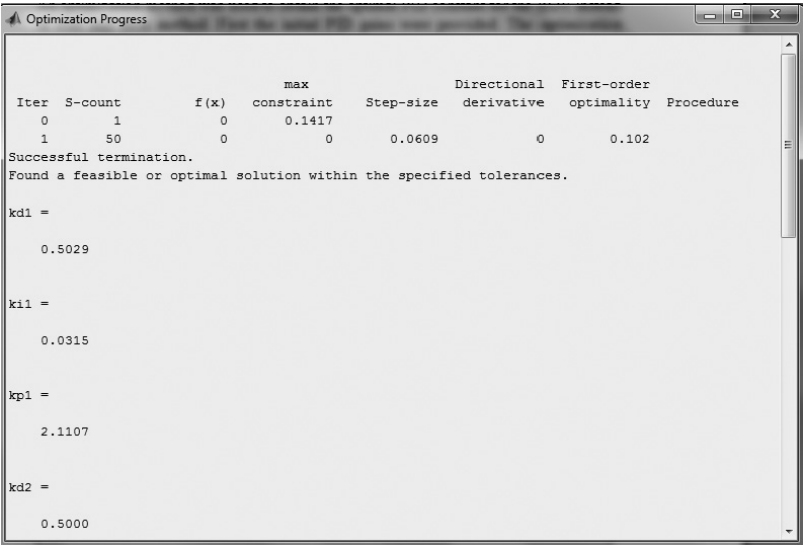 Optimization Progress
max Directional First-order
Iter S-count f(x) constraint Step-size derivative optimality Procedure
0 1 0 0.1417
1 50 0 0 0.0609 0 0.102
Successful termination.
Found a feasible or optimal solution within the specified tolerances.
kd1 =
0.5029
ki1 =
0.0315
kp1 =
2.1107
kd2 =
0.5000